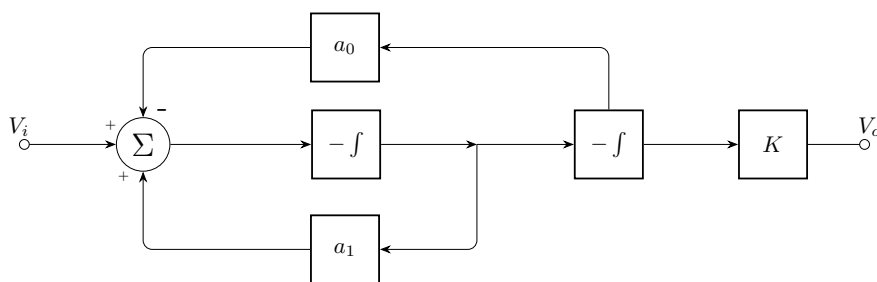 a₀
−
V_i
+
Σ
− ∫
− ∫
K
V_o
+
a₁